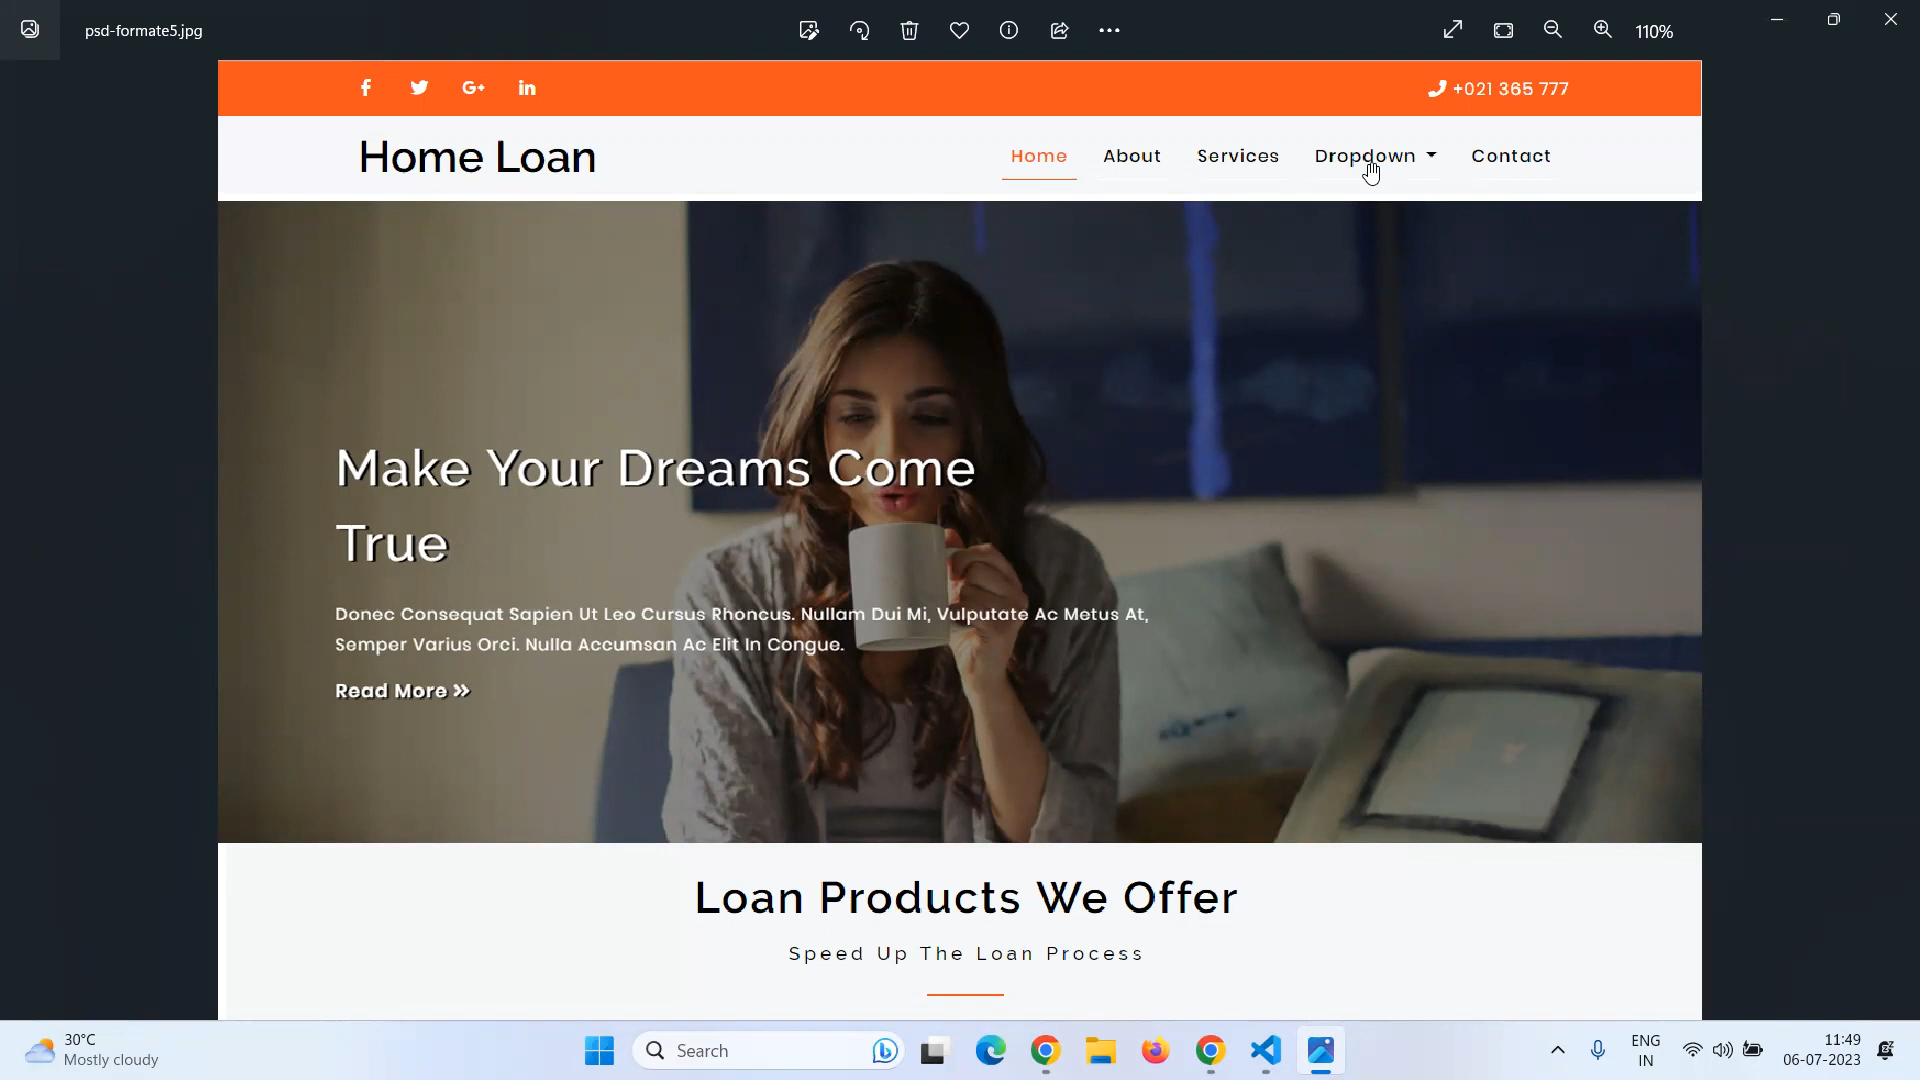 psd-formate5.jpg
110%
+021 365 777
Home Loan
Home About Services Dropdown Contact
Make Your Dreams Come
True
Donec Consequat Sapien Ut Leo Cursus Rhoncus. Nullam Dui Mi, Vulputate Ac Metus At,
Semper Varius Orci. Nulla Accumsan Ac Elit In Congue.
Read More »
Loan Products We Offer
Speed Up The Loan Process
30°C
Mostly cloudy
Search
ENG
IN
11:49
06-07-2023